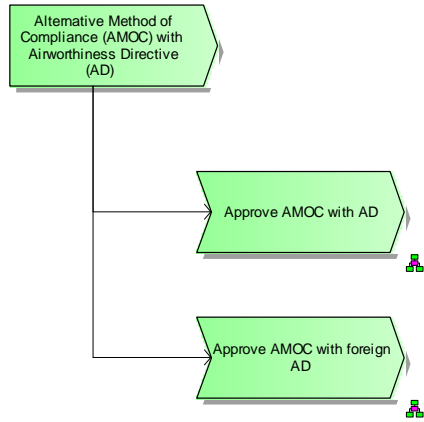 Alternative Method of
Compliance (AMOC) with
Airworthiness Directive
(AD)
Approve AMOC with AD
Approve AMOC with foreign
AD